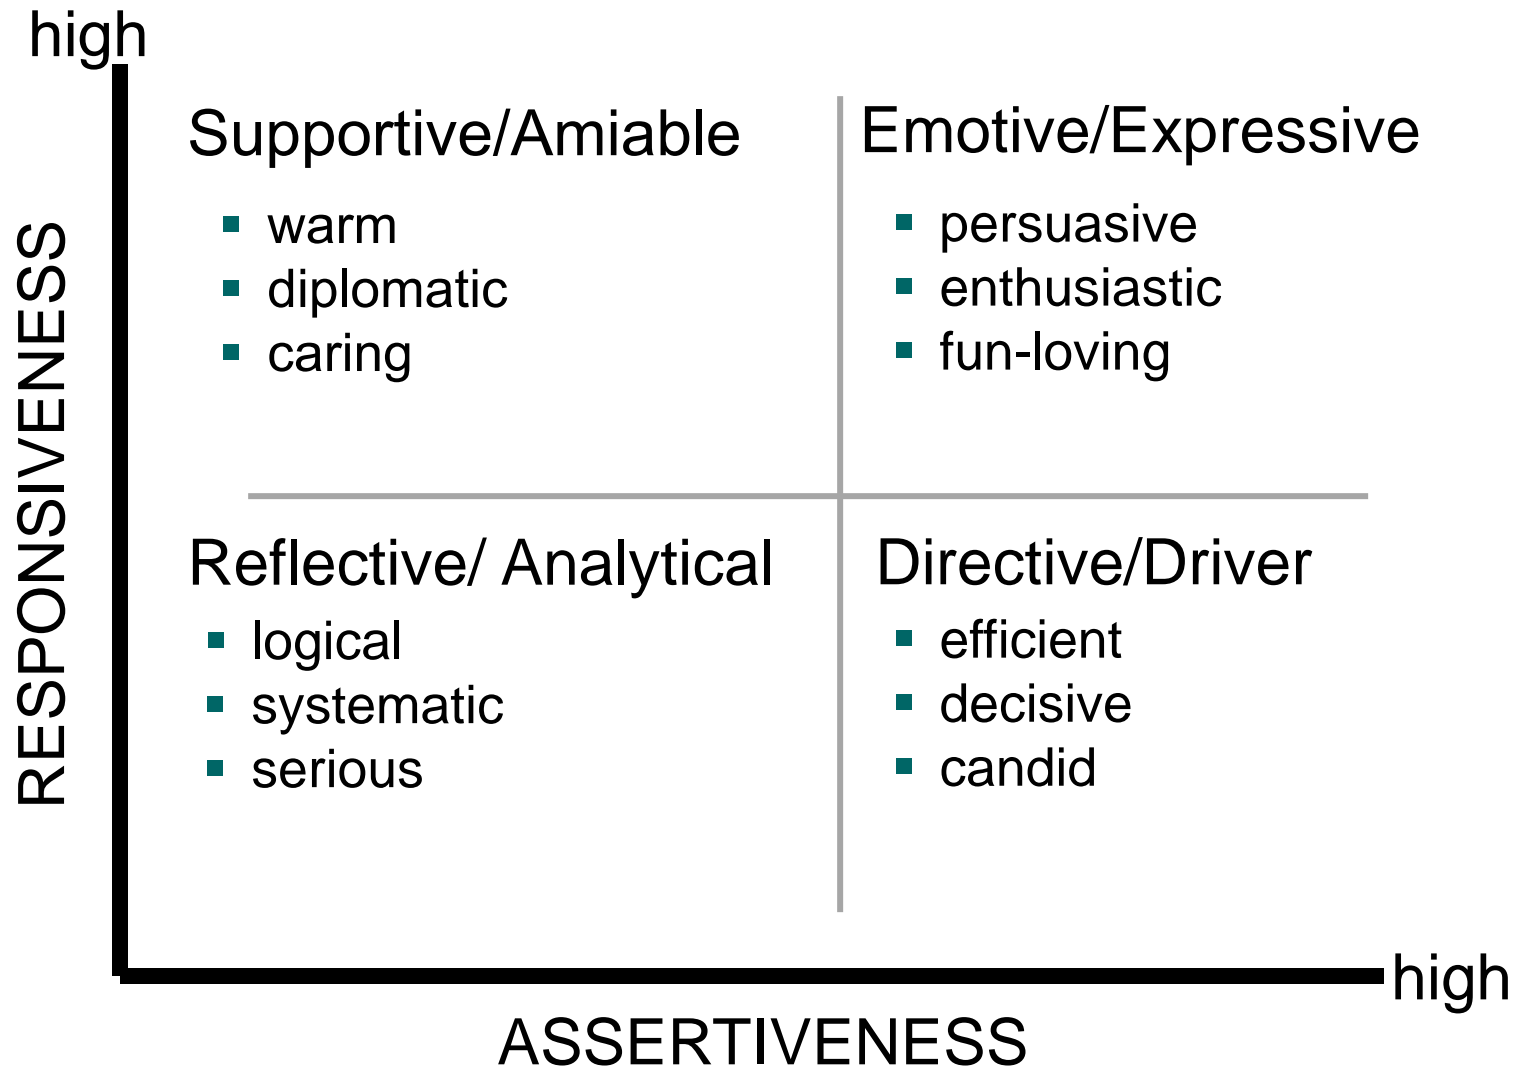 high
RESPONSIVENESS
Supportive/Amiable
▪ warm
▪ diplomatic
▪ caring
Emotive/Expressive
▪ persuasive
▪ enthusiastic
▪ fun-loving
Reflective/ Analytical
▪ logical
▪ systematic
▪ serious
Directive/Driver
▪ efficient
▪ decisive
▪ candid
high
ASSERTIVENESS